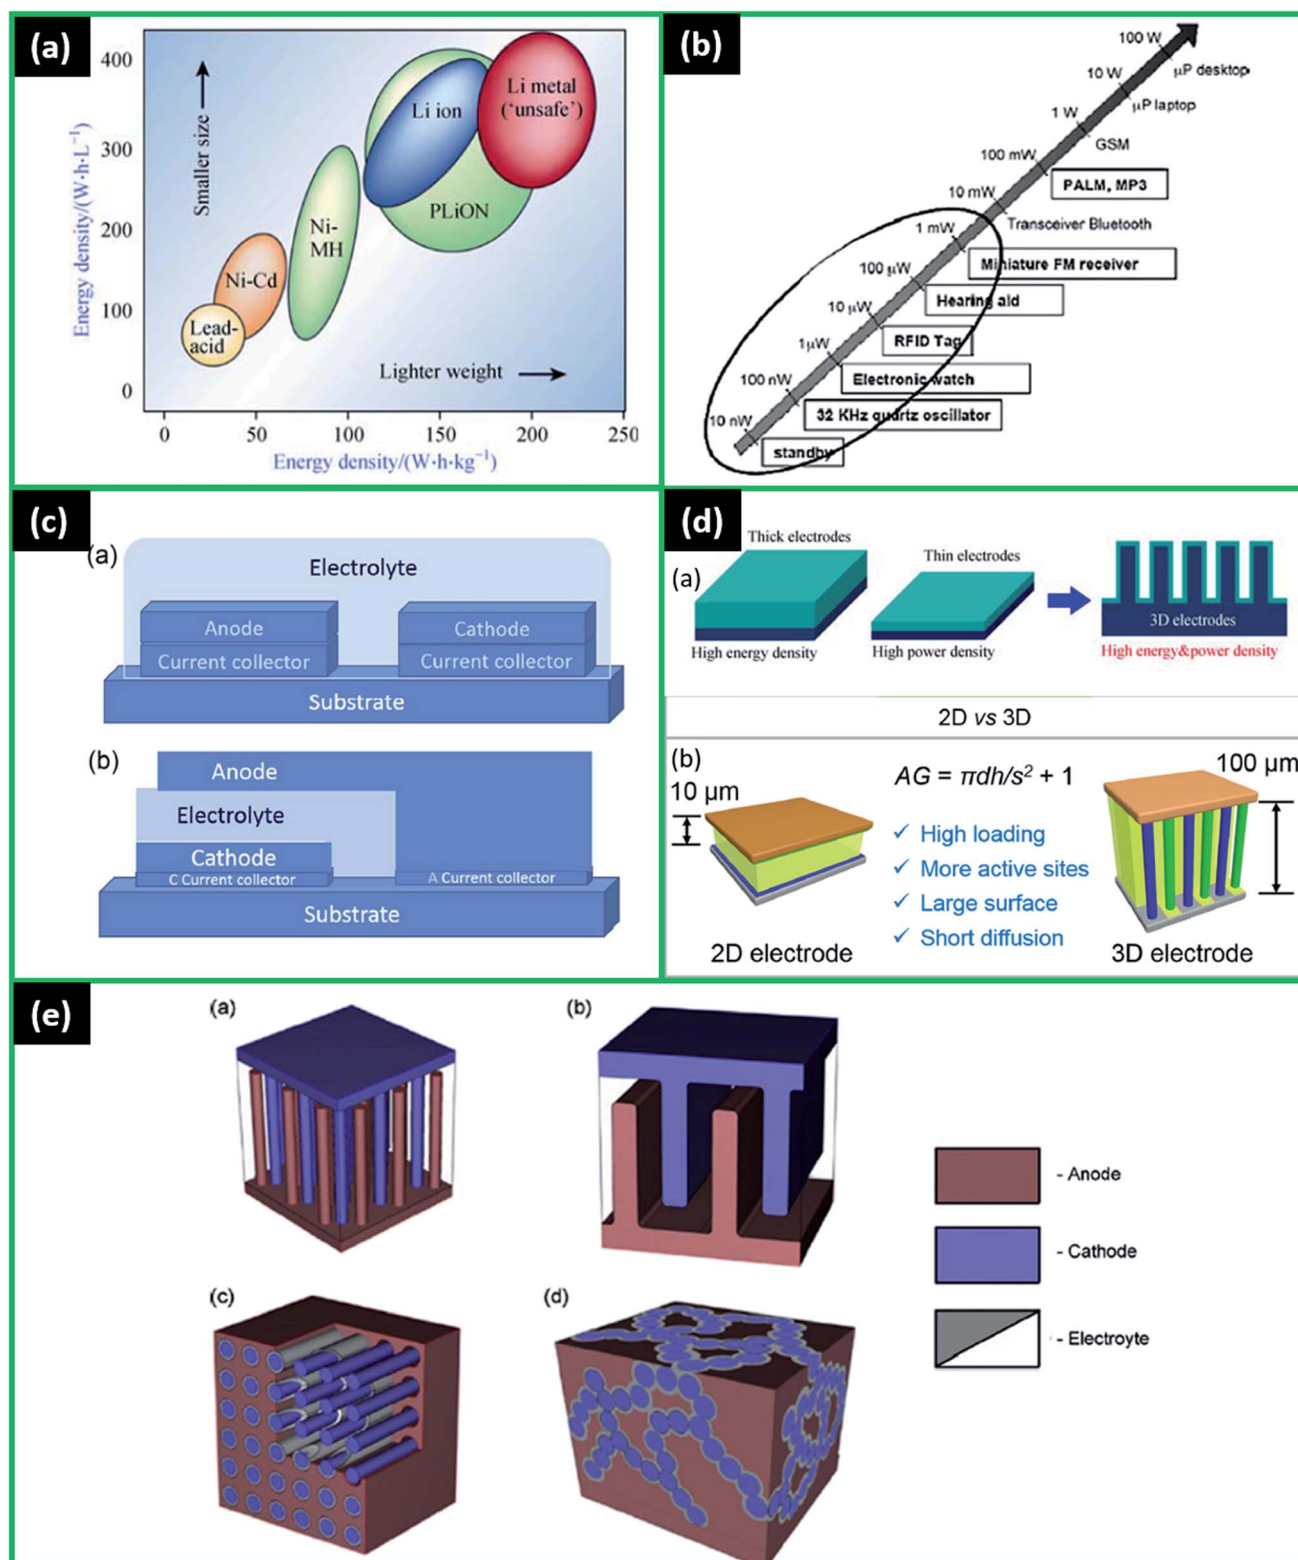 (a)
Energy density/(W·h·L⁻¹)
400
300
200
100
0
Smaller size
Li metal
('unsafe')
Li ion
PLiON
Ni-
MH
Ni-Cd
Lead-
acid
Lighter weight
0
50
100
150
200
250
Energy density/(W·h·kg⁻¹)
(b)
100 W
μP desktop
10 W
μP laptop
1 W
GSM
100 mW
PALM, MP3
10 mW
Transceiver Bluetooth
1 mW
Miniature FM receiver
100 μW
Hearing aid
10 μW
RFID Tag
1μW
Electronic watch
100 nW
32 KHz quartz oscillator
10 nW
standby
(c)
(a)
Electrolyte
Anode
Cathode
Current collector
Current collector
Substrate
(b)
Anode
Electrolyte
Cathode
C Current collector
A Current collector
Substrate
(d)
Thick electrodes
Thin electrodes
(a)
3D electrodes
High energy density
High power density
High energy&power density
2D vs 3D
(b)
10 μm
AG = πdh/s² + 1
100 μm
✓ High loading
✓ More active sites
✓ Large surface
✓ Short diffusion
2D electrode
3D electrode
(e)
(a)
(b)
- Anode
- Cathode
(c)
(d)
- Electroyte